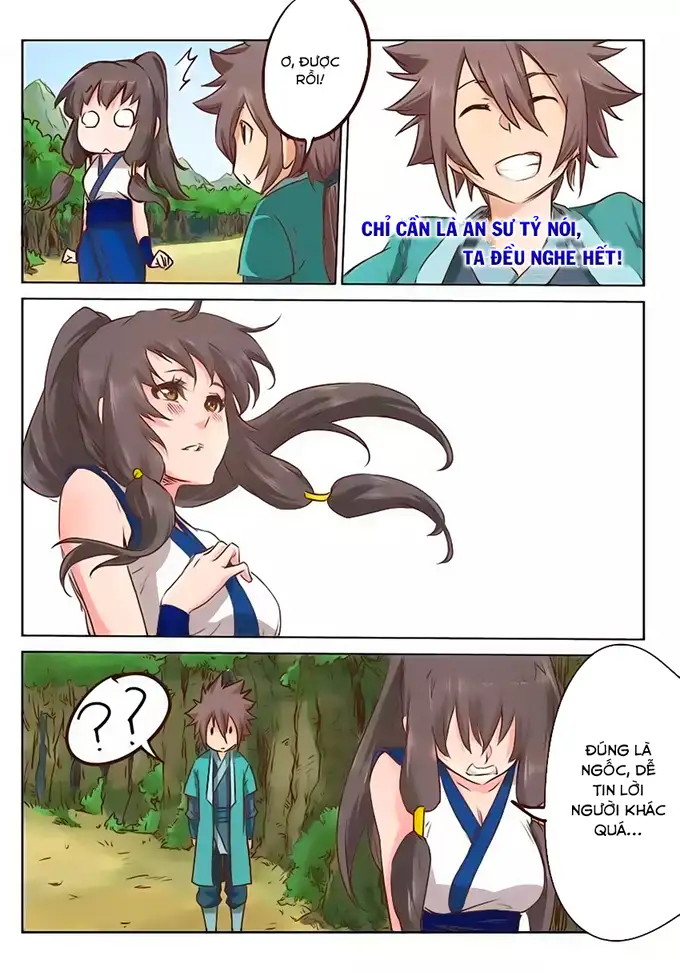 Ơ, ĐƯỢC
RỒI!
CHỈ CẦN LÀ AN SƯ TỶ NÓI,
TA ĐỀU NGHE HẾT!
??
ĐÚNG LÀ
NGỐC, DỄ
TIN LỜI
NGƯỜI KHÁC
QUÁ...